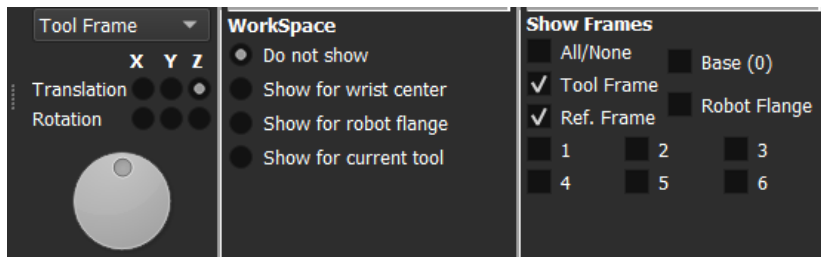 Tool Frame
X Y Z
Translation
Rotation
WorkSpace
Do not show
Show for wrist center
Show for robot flange
Show for current tool
Show Frames
All/None
Base (0)
Tool Frame
Robot Flange
Ref. Frame
1 2 3
4 5 6